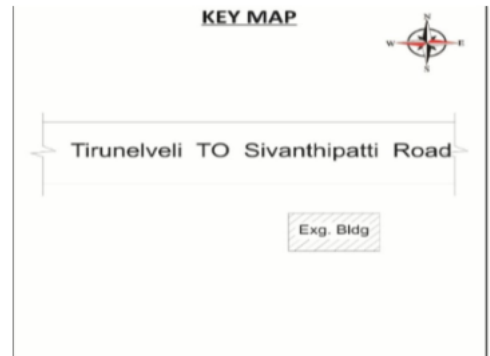 KEY MAP
N
W E
S
Tirunelveli TO Sivanthipatti Road
Exg. Bldg